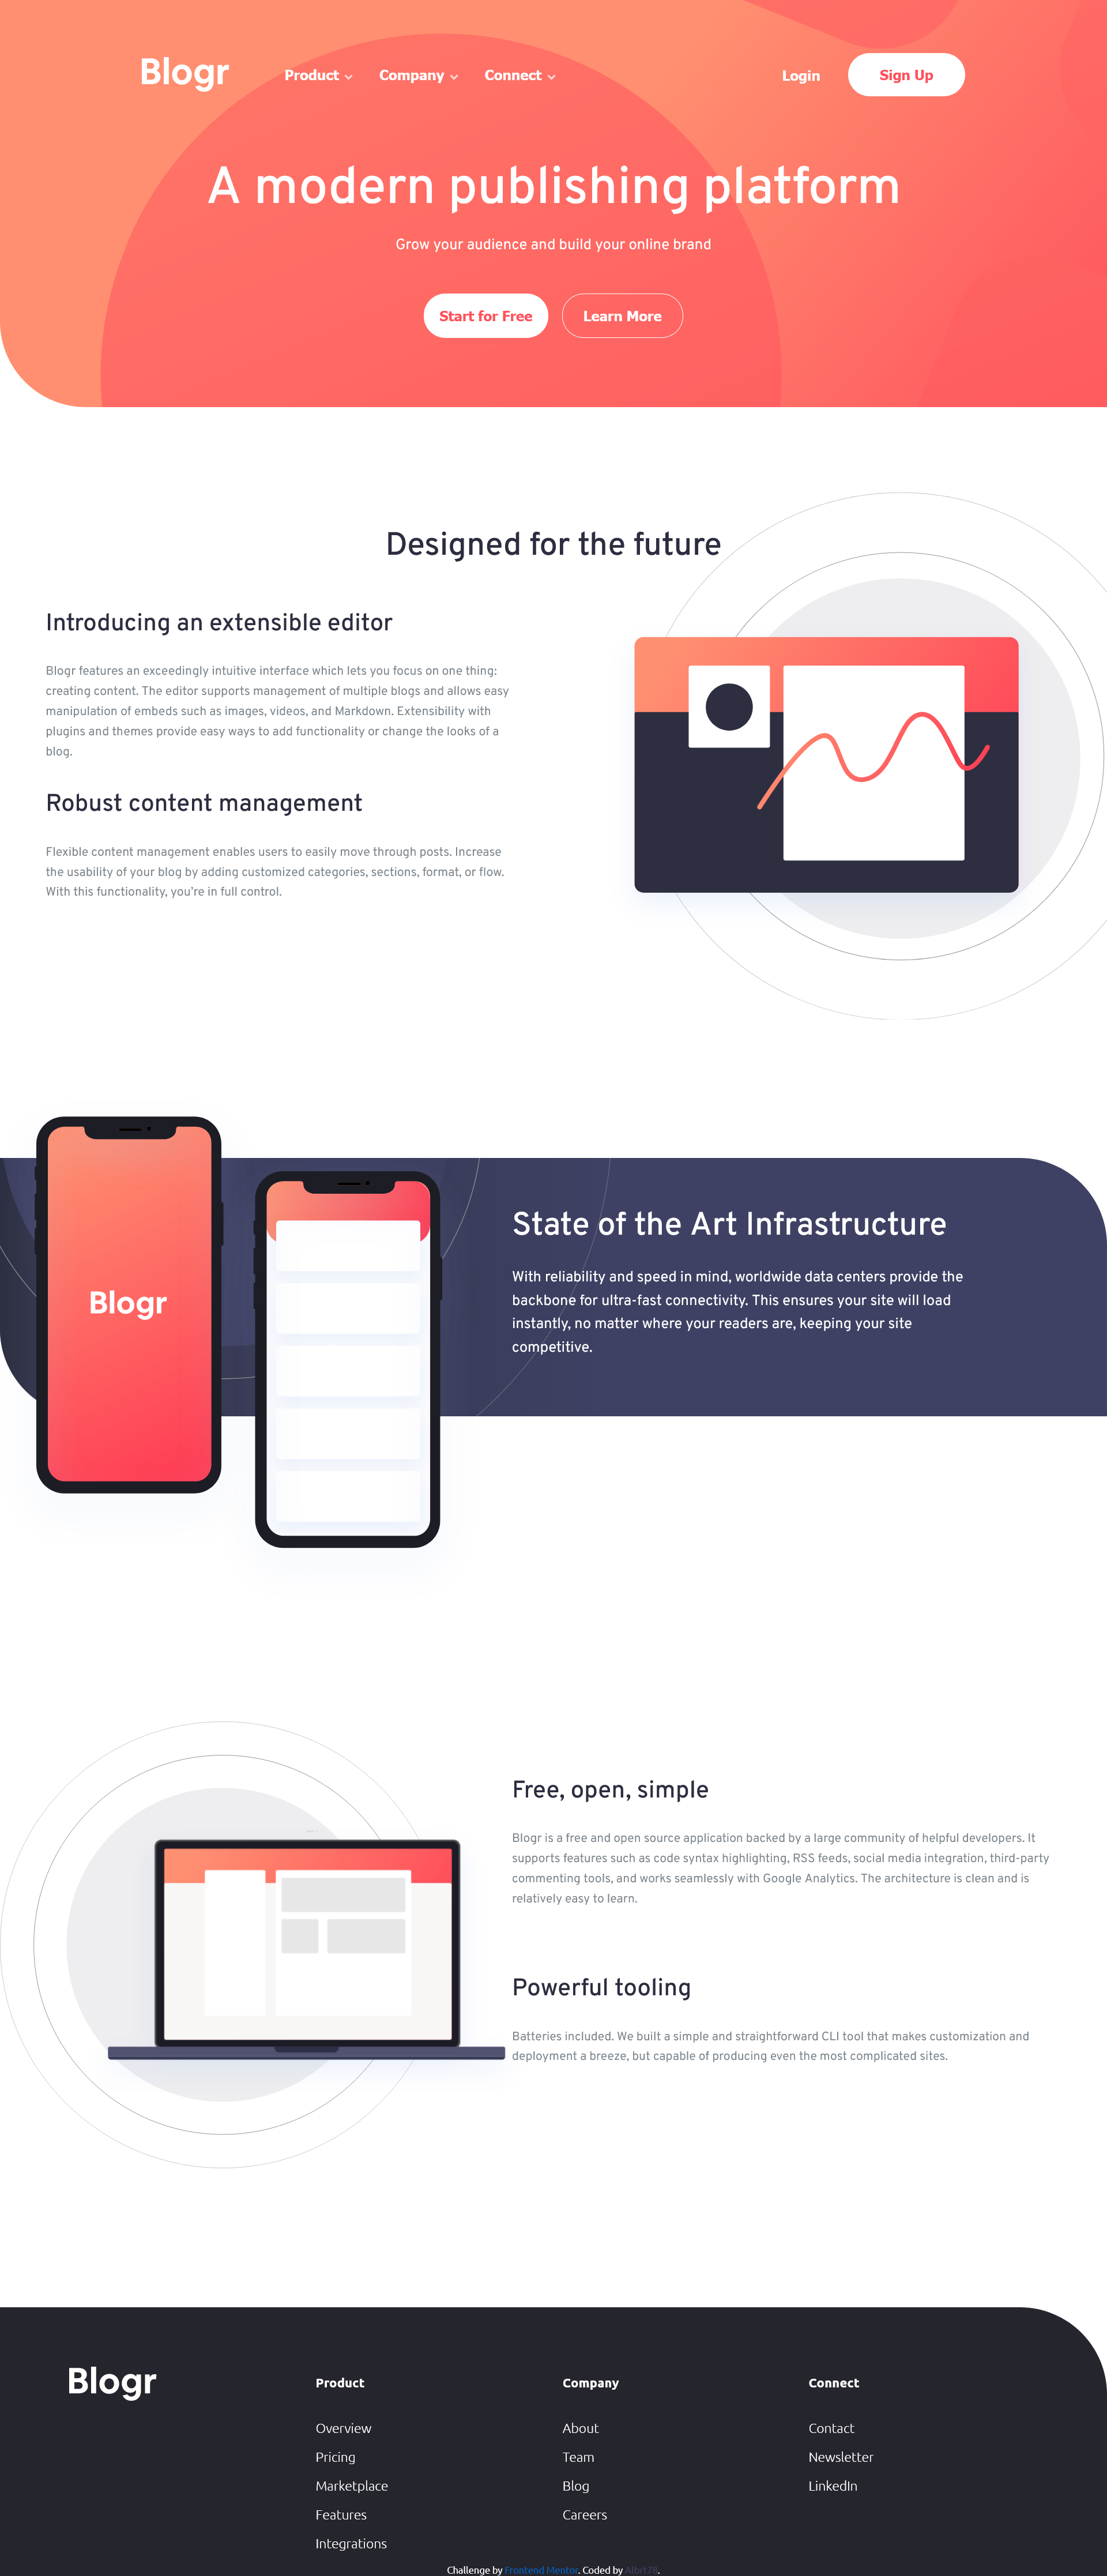 Blogr
Product
Company
Connect
Login
Sign Up
A modern publishing platform
Grow your audience and build your online brand
Start for Free
Learn More
Designed for the future
Introducing an extensible editor
Blogr features an exceedingly intuitive interface which lets you focus on one thing:
creating content. The editor supports management of multiple blogs and allows easy
manipulation of embeds such as images, videos, and Markdown. Extensibility with
plugins and themes provide easy ways to add functionality or change the looks of a
blog.
Robust content management
Flexible content management enables users to easily move through posts. Increase
the usability of your blog by adding customized categories, sections, format, or flow.
With this functionality, you're in full control.
Blogr
State of the Art Infrastructure
With reliability and speed in mind, worldwide data centers provide the
backbone for ultra-fast connectivity. This ensures your site will load
instantly, no matter where your readers are, keeping your site
competitive.
Free, open, simple
Blogr is a free and open source application backed by a large community of helpful developers. It
supports features such as code syntax highlighting, RSS feeds, social media integration, third-party
commenting tools, and works seamlessly with Google Analytics. The architecture is clean and is
relatively easy to learn.
Powerful tooling
Batteries included. We built a simple and straightforward CLI tool that makes customization and
deployment a breeze, but capable of producing even the most complicated sites.
Blogr
Product
Overview
Pricing
Marketplace
Features
Integrations
Company
About
Team
Blog
Careers
Connect
Contact
Newsletter
LinkedIn
Challenge by Frontend Mentor. Coded by Albrt78.